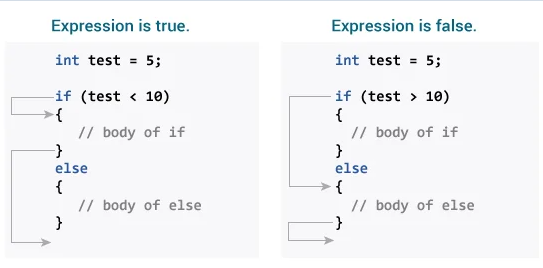 Expression is true.
int test = 5;
if (test < 10)
{
// body of if
}
else
{
// body of else
}
Expression is false.
int test = 5;
if (test > 10)
{
// body of if
}
else
{
// body of else
}